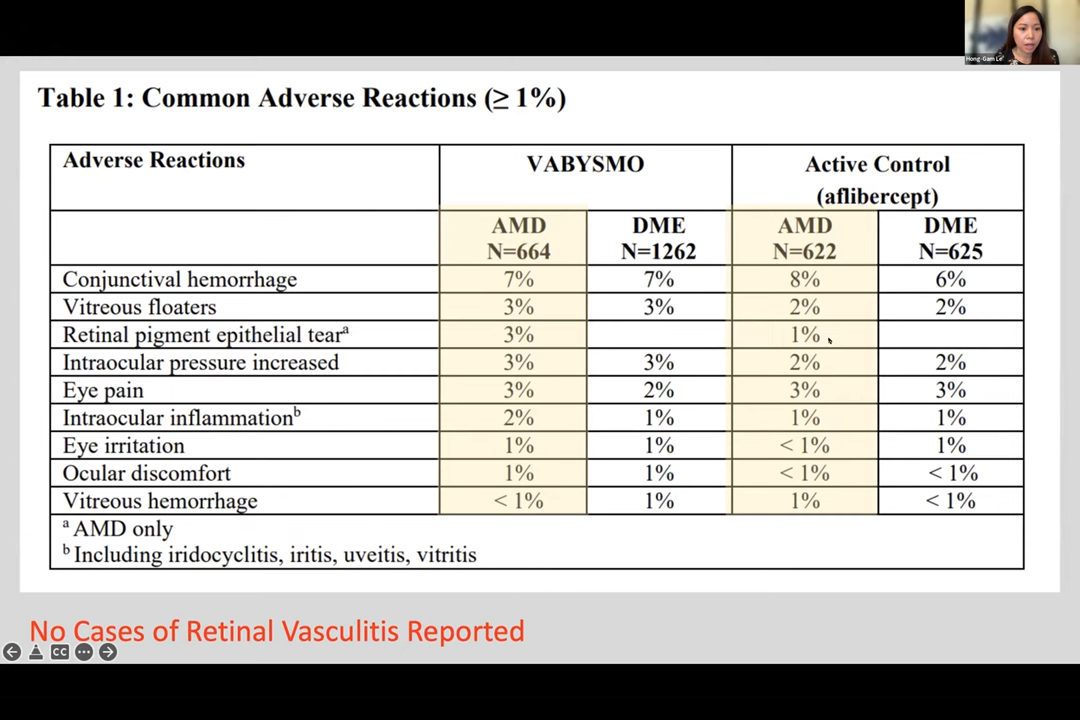 Hong-Gam Le
Table 1: Common Adverse Reactions (≥ 1%)
Adverse Reactions VABYSMO Active Control (aflibercept)
AMD N=664 DME N=1262 AMD N=622 DME N=625
Conjunctival hemorrhage 7% 7% 8% 6%
Vitreous floaters 3% 3% 2% 2%
Retinal pigment epithelial tearᵃ 3% 1%
Intraocular pressure increased 3% 3% 2% 2%
Eye pain 3% 2% 3% 3%
Intraocular inflammationᵇ 2% 1% 1% 1%
Eye irritation 1% 1% < 1% 1%
Ocular discomfort 1% 1% < 1% < 1%
Vitreous hemorrhage < 1% 1% 1% < 1%
ᵃ AMD only
ᵇ Including iridocyclitis, iritis, uveitis, vitritis
No Cases of Retinal Vasculitis Reported
CC